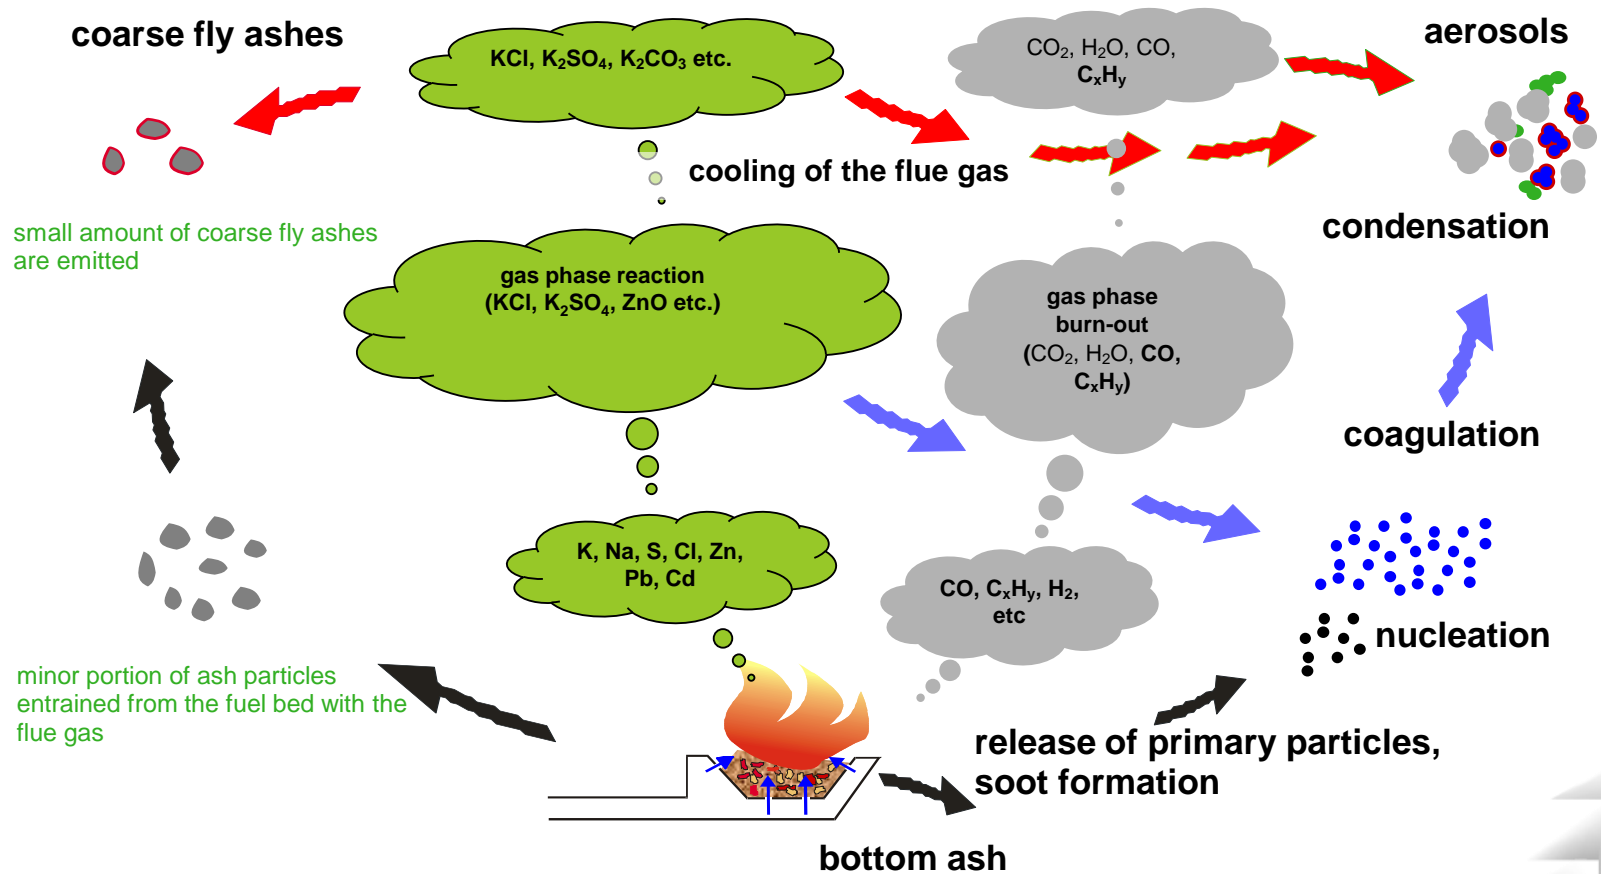 coarse fly ashes
KCl, K₂SO₄, K₂CO₃ etc.
CO₂, H₂O, CO,
CₓHᵧ
aerosols
cooling of the flue gas
small amount of coarse fly ashes
are emitted
condensation
gas phase reaction
(KCl, K₂SO₄, ZnO etc.)
gas phase
burn-out
(CO₂, H₂O, CO,
CₓHᵧ)
coagulation
K, Na, S, Cl, Zn,
Pb, Cd
CO, CₓHᵧ, H₂,
etc
nucleation
minor portion of ash particles
entrained from the fuel bed with the
flue gas
release of primary particles,
soot formation
bottom ash